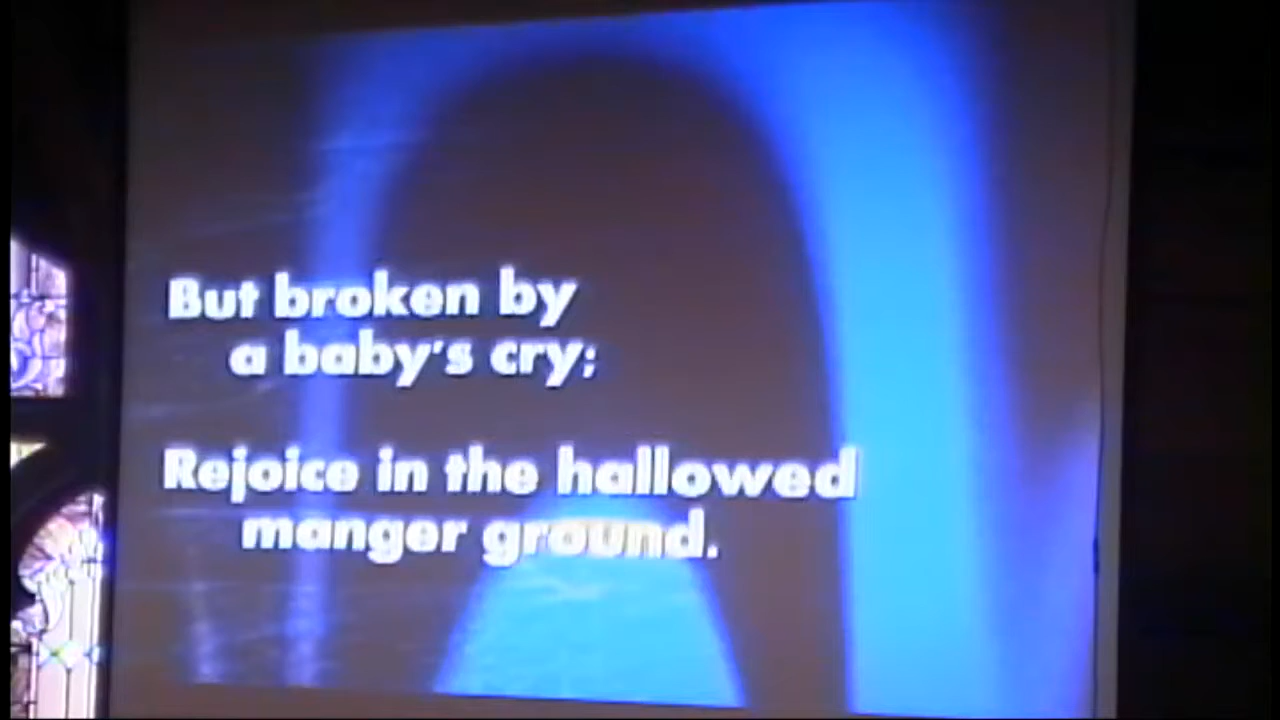 But broken by
a baby's cry;
Rejoice in the hallowed
manger ground.